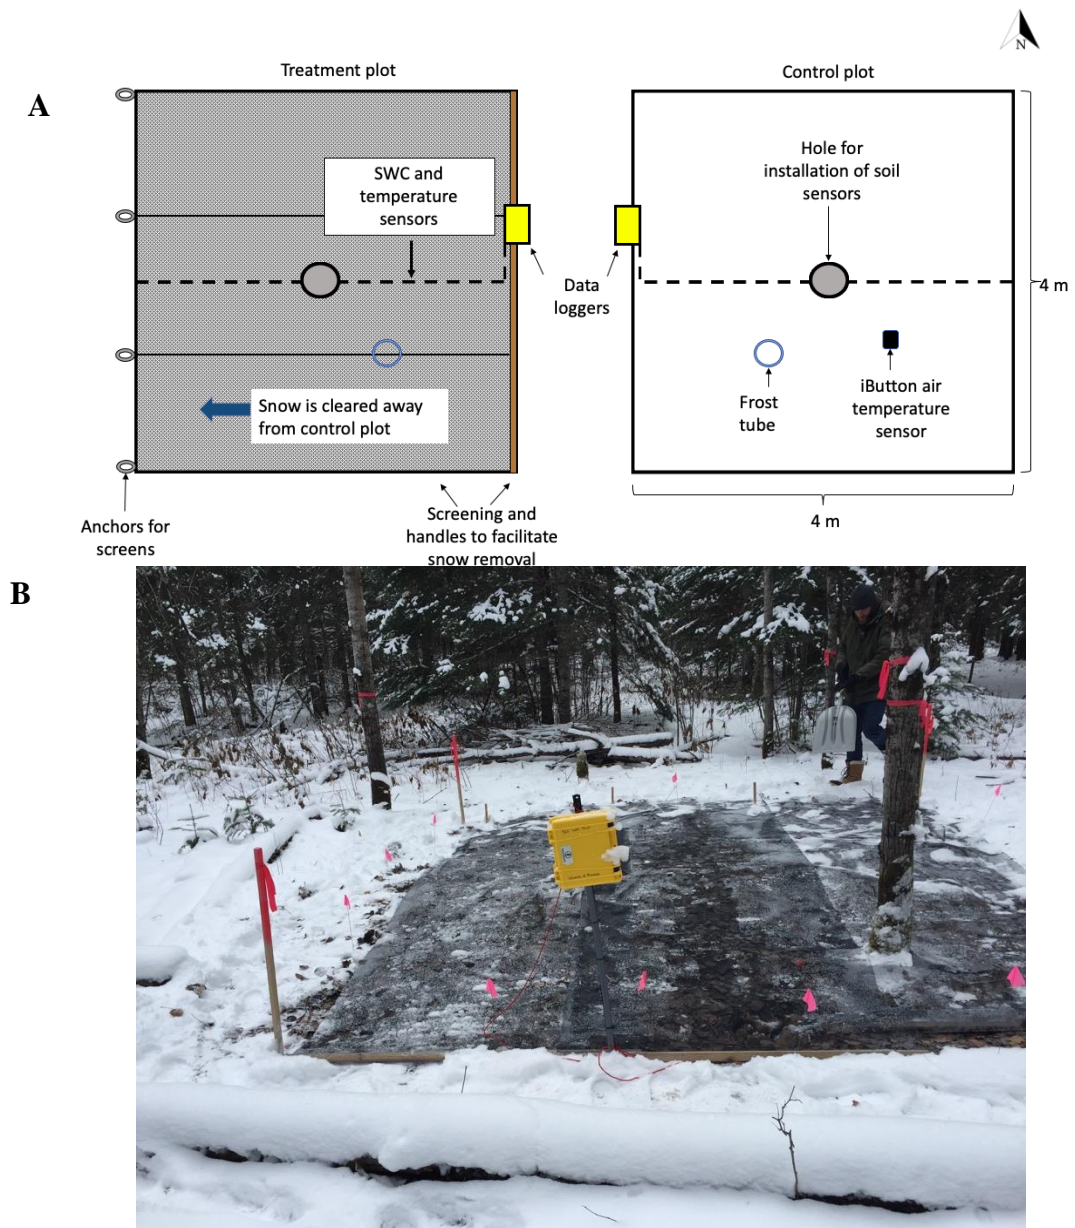 N
Treatment plot
Control plot
A
SWC and
temperature
sensors
Hole for
installation of soil
sensors
Data
loggers
4 m
Snow is cleared away
from control plot
Frost
tube
iButton air
temperature
sensor
Anchors for
screens
Screening and
handles to facilitate
snow removal
4 m
B